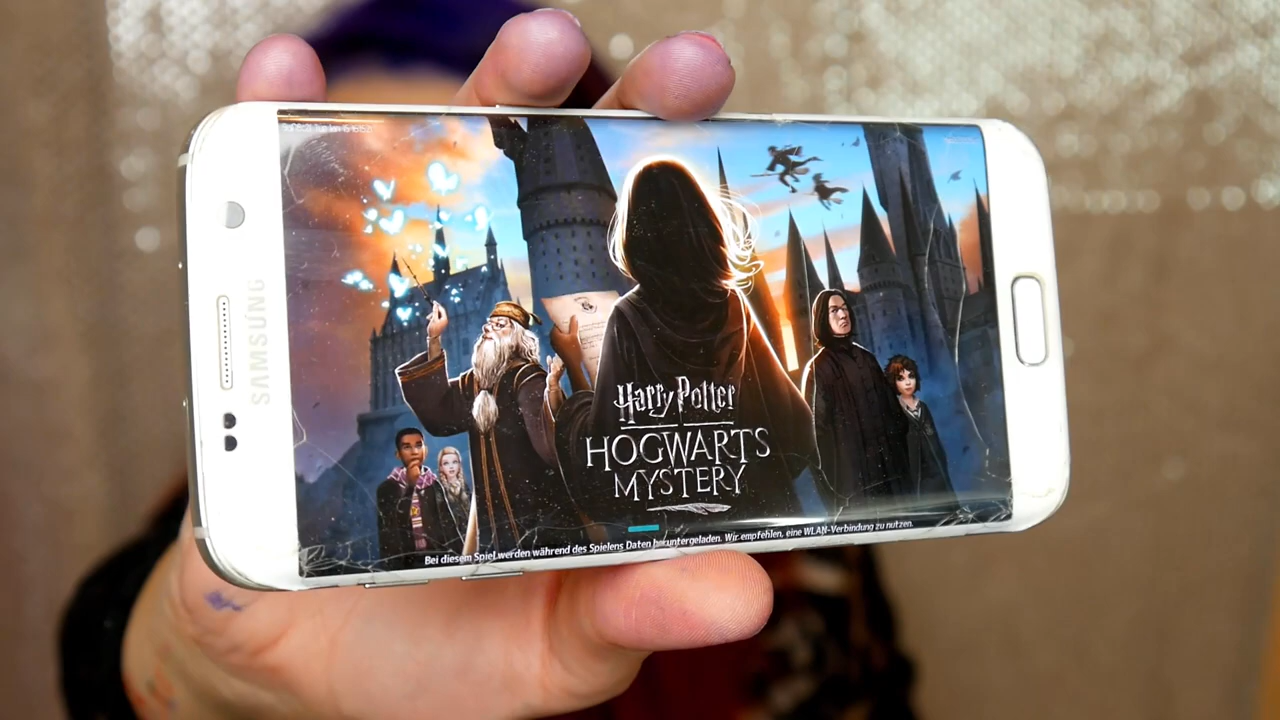 SAMSUNG
Harry Potter
HOGWARTS
MYSTERY
Bei diesem Spiel werden während des Spielens Daten heruntergeladen. Wir empfehlen, eine WLAN-Verbindung zu nutzen.